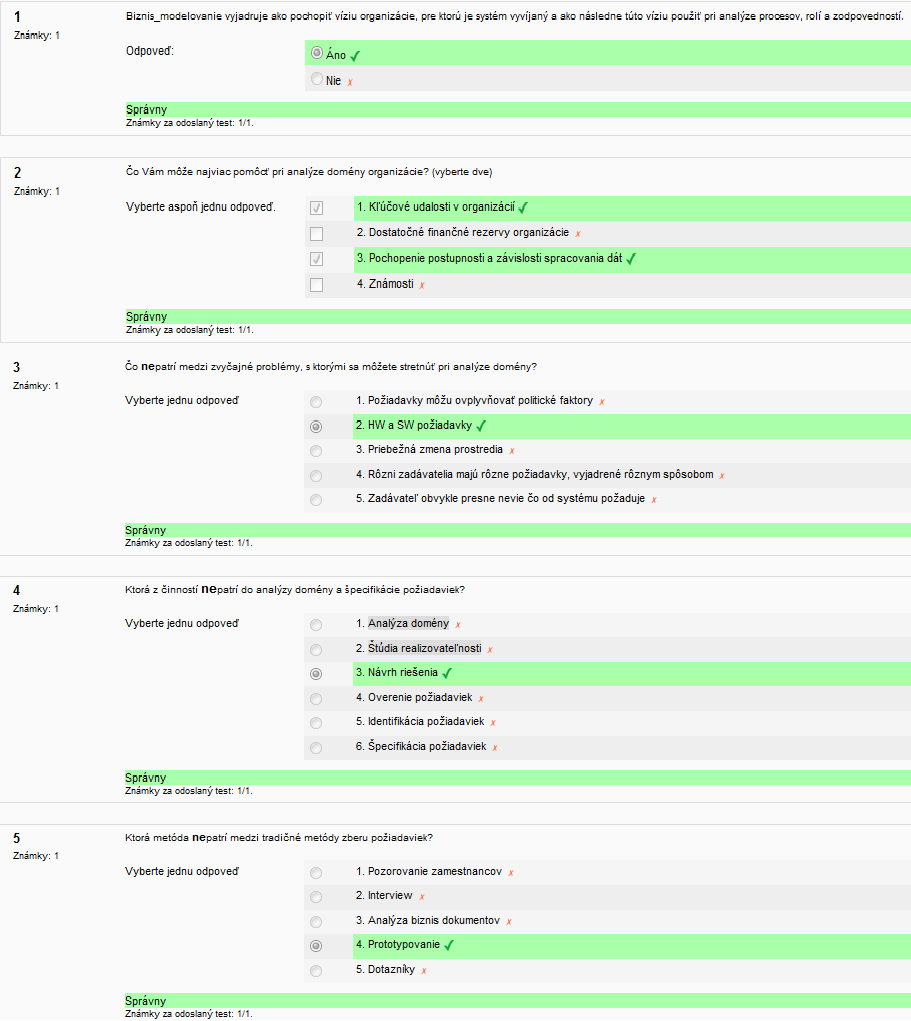 1
Známky: 1
Biznis_modelovanie vyjadruje ako pochopiť víziu organizácie, pre ktorú je systém vyvíjaný a ako následne túto víziu použiť pri analýze procesov, rolí a zodpovedností.
Odpoveď:
Áno
Nie
Správny
Známky za odoslaný test: 1/1.
2
Známky: 1
Čo Vám môže najviac pomôcť pri analýze domény organizácie? (vyberte dve)
Vyberte aspoň jednu odpoveď.
1. Kľúčové udalosti v organizácií
2. Dostatočné finančné rezervy organizácie
3. Pochopenie postupnosti a závislosti spracovania dát
4. Známosti
Správny
Známky za odoslaný test: 1/1.
3
Známky: 1
Čo nepatrí medzi zvyčajné problémy, s ktorými sa môžete stretnúť pri analýze domény?
Vyberte jednu odpoveď
1. Požiadavky môžu ovplyvňovať politické faktory
2. HW a SW požiadavky
3. Priebežná zmena prostredia
4. Rôzni zadávatelia majú rôzne požiadavky, vyjadrené rôznym spôsobom
5. Zadávateľ obvykle presne nevie čo od systému požaduje
Správny
Známky za odoslaný test: 1/1.
4
Známky: 1
Ktorá z činností nepatrí do analýzy domény a špecifikácie požiadaviek?
Vyberte jednu odpoveď
1. Analýza domény
2. Štúdia realizovateľnosti
3. Návrh riešenia
4. Overenie požiadaviek
5. Identifikácia požiadaviek
6. Špecifikácia požiadaviek
Správny
Známky za odoslaný test: 1/1.
5
Známky: 1
Ktorá metóda nepatrí medzi tradičné metódy zberu požiadaviek?
Vyberte jednu odpoveď
1. Pozorovanie zamestnancov
2. Interview
3. Analýza biznis dokumentov
4. Prototypovanie
5. Dotazníky
Správny
Známky za odoslaný test: 1/1.